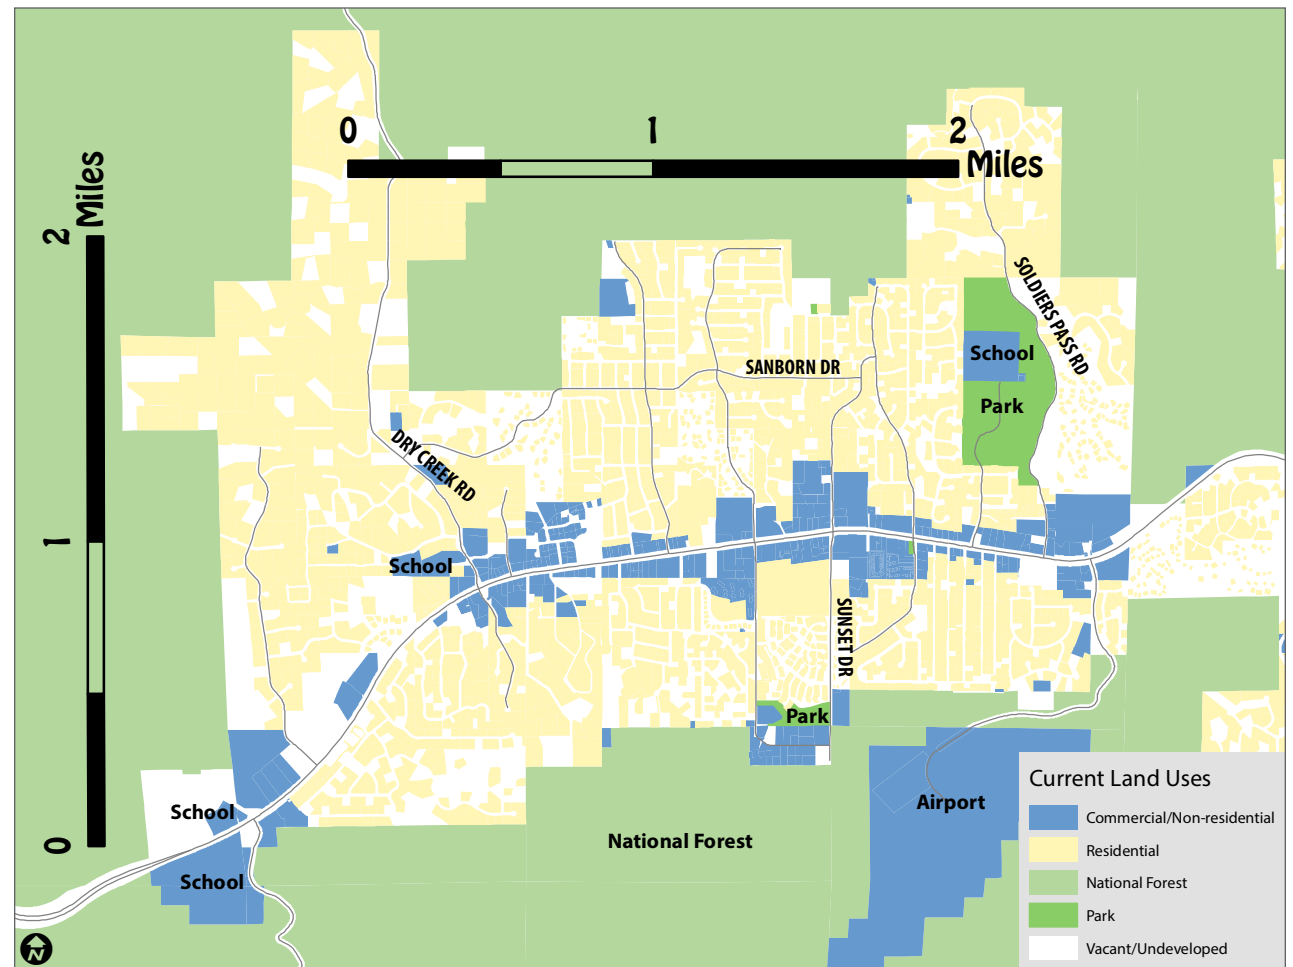 0 1 2
Miles
2 Miles
1
0
SOLDIERS PASS RD
School
SANBORN DR
Park
DRY CREEK RD
School
SUNSET DR
Park
School
School
National Forest
Airport
Current Land Uses
Commercial/Non-residential
Residential
National Forest
Park
Vacant/Undeveloped
N